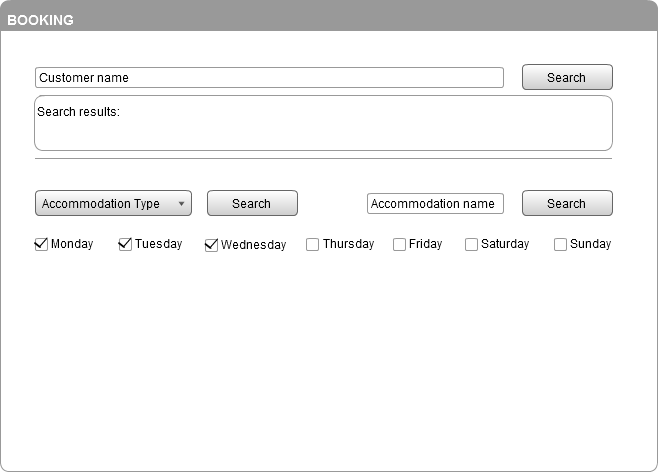 BOOKING
Customer name Search
Search results:
Accommodation Type Search Accommodation name Search
Monday Tuesday Wednesday Thursday Friday Saturday Sunday